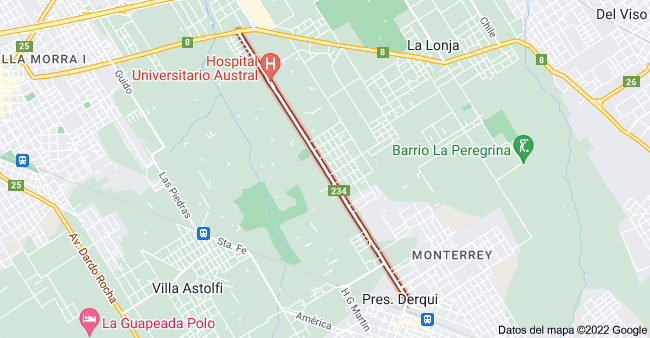 Del Viso
25
8
8
La Lonja
Chile
8
LLA MORRA I
Hospital
Universitario Austral
H
26
Guido
Barrio La Peregrina
25
Las Piedras
234
Av. Dardo Rocha
Sta. Fe
MONTERREY
Villa Astolfi
H G Martin
Pres. Derqui
La Guapeada Polo
América
Datos del mapa ©2022 Google